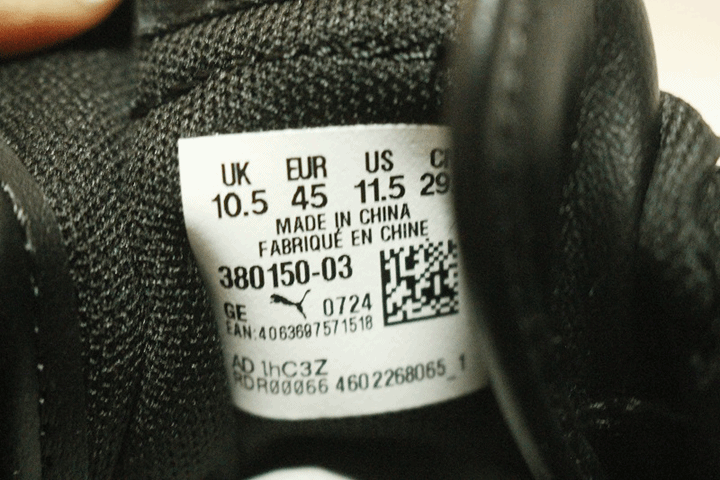 UK EUR US
10.5 45 11.5 29
MADE IN CHINA
FABRIQUÉ EN CHINE
380150-03
GE 0724
EAN:4063697571518
AD 1hC3Z
RDR00066 4602268065_1